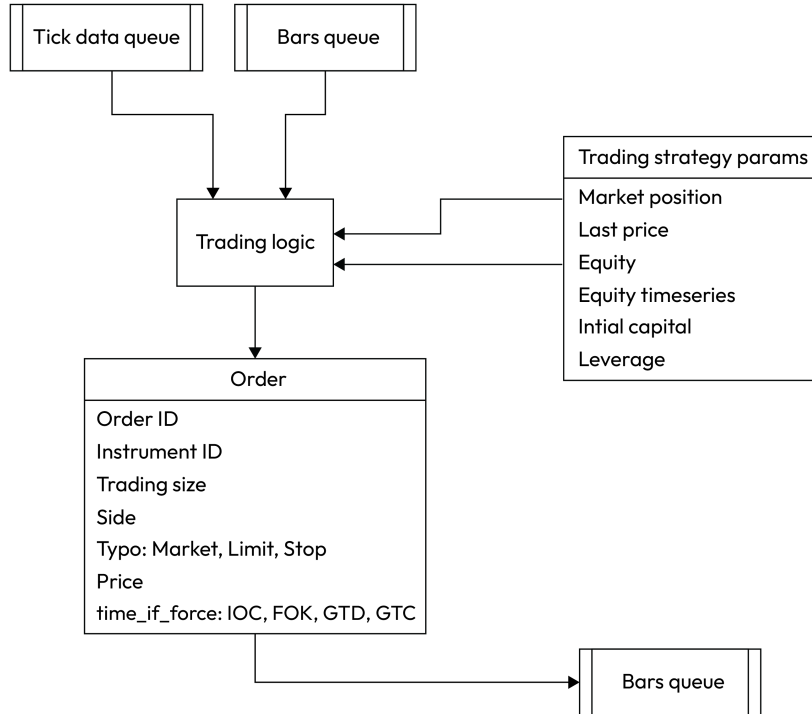 Tick data queue
Bars queue
Trading strategy params
Market position
Last price
Equity
Equity timeseries
Intial capital
Leverage
Trading logic
Order
Order ID
Instrument ID
Trading size
Side
Typo: Market, Limit, Stop
Price
time_if_force: IOC, FOK, GTD, GTC
Bars queue